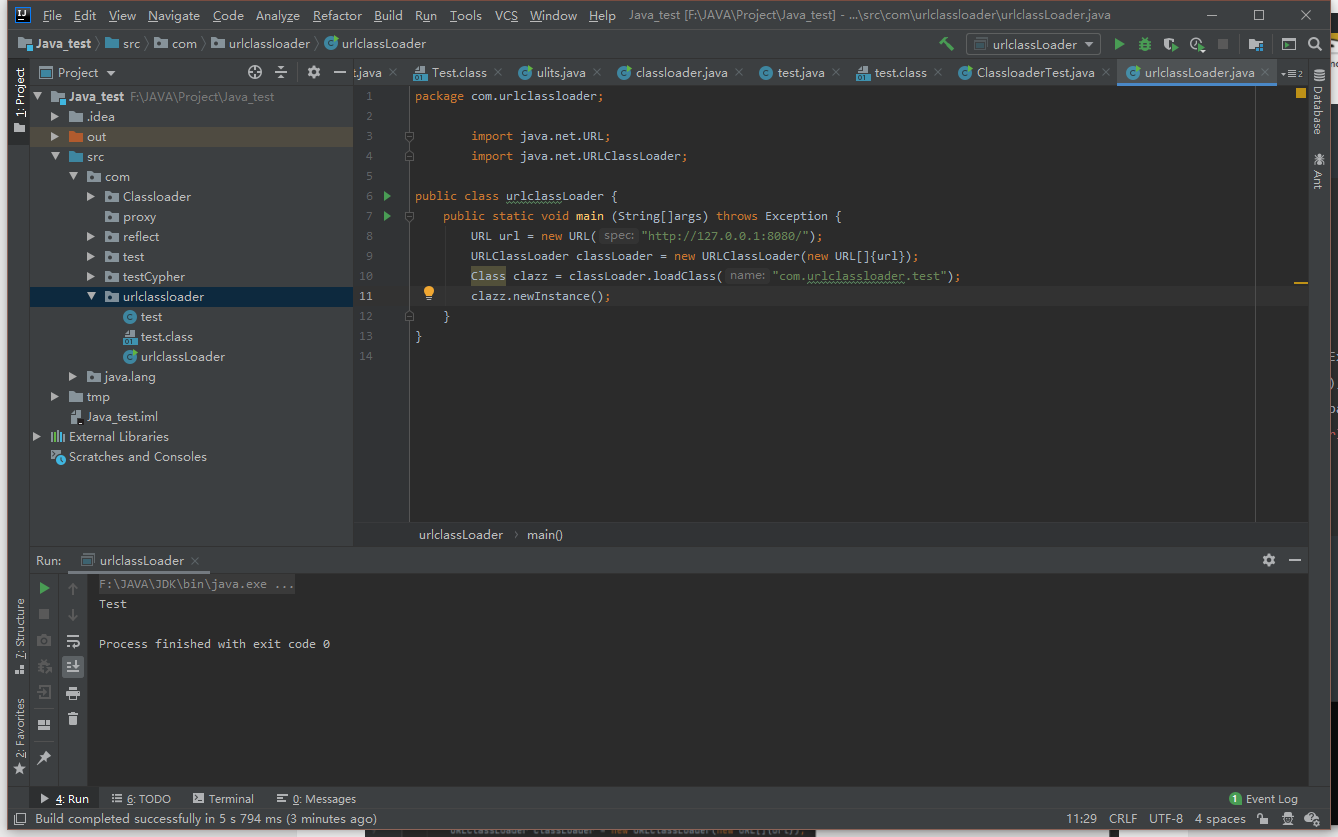 File Edit View Navigate Code Analyze Refactor Build Run Tools VCS Window Help Java_test [F:\JAVA\Project\Java_test] - ...\src\com\urlclassloader\urlclassLoader.java
Java_test src com urlclassloader urlclassLoader urlclassLoader
1: Project
Project
t.java Test.class ulits.java classloader.java test.java test.class ClassloaderTest.java urlclassLoader.java 2
Java_test F:\JAVA\Project\Java_test
.idea
out
src
com
Classloader
proxy
reflect
test
testCypher
urlclassloader
test
test.class
urlclassLoader
java.lang
tmp
Java_test.iml
External Libraries
Scratches and Consoles
1 package com.urlclassloader;
2
3 import java.net.URL;
4 import java.net.URLClassLoader;
5
6 public class urlclassLoader {
7 public static void main (String[]args) throws Exception {
8 URL url = new URL( spec: "http://127.0.0.1:8080/");
9 URLClassLoader classLoader = new URLClassLoader(new URL[]{url});
10 Class clazz = classLoader.loadClass( name: "com.urlclassloader.test");
11 clazz.newInstance();
12 }
13 }
14
urlclassLoader main()
Database
Ant
Run: urlclassLoader
F:\JAVA\JDK\bin\java.exe ...
Test
Process finished with exit code 0
7: Structure
2: Favorites
4: Run 6: TODO Terminal 0: Messages 1 Event Log
Build completed successfully in 5 s 794 ms (3 minutes ago) 11:29 CRLF UTF-8 4 spaces